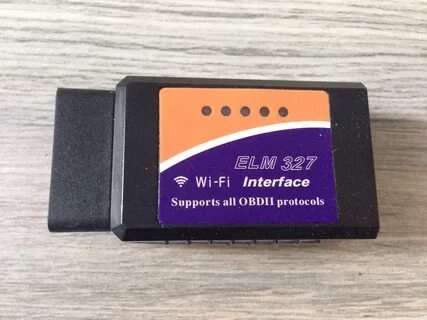 ELM 327
Wi-Fi Interface
Supports all OBDII protocols